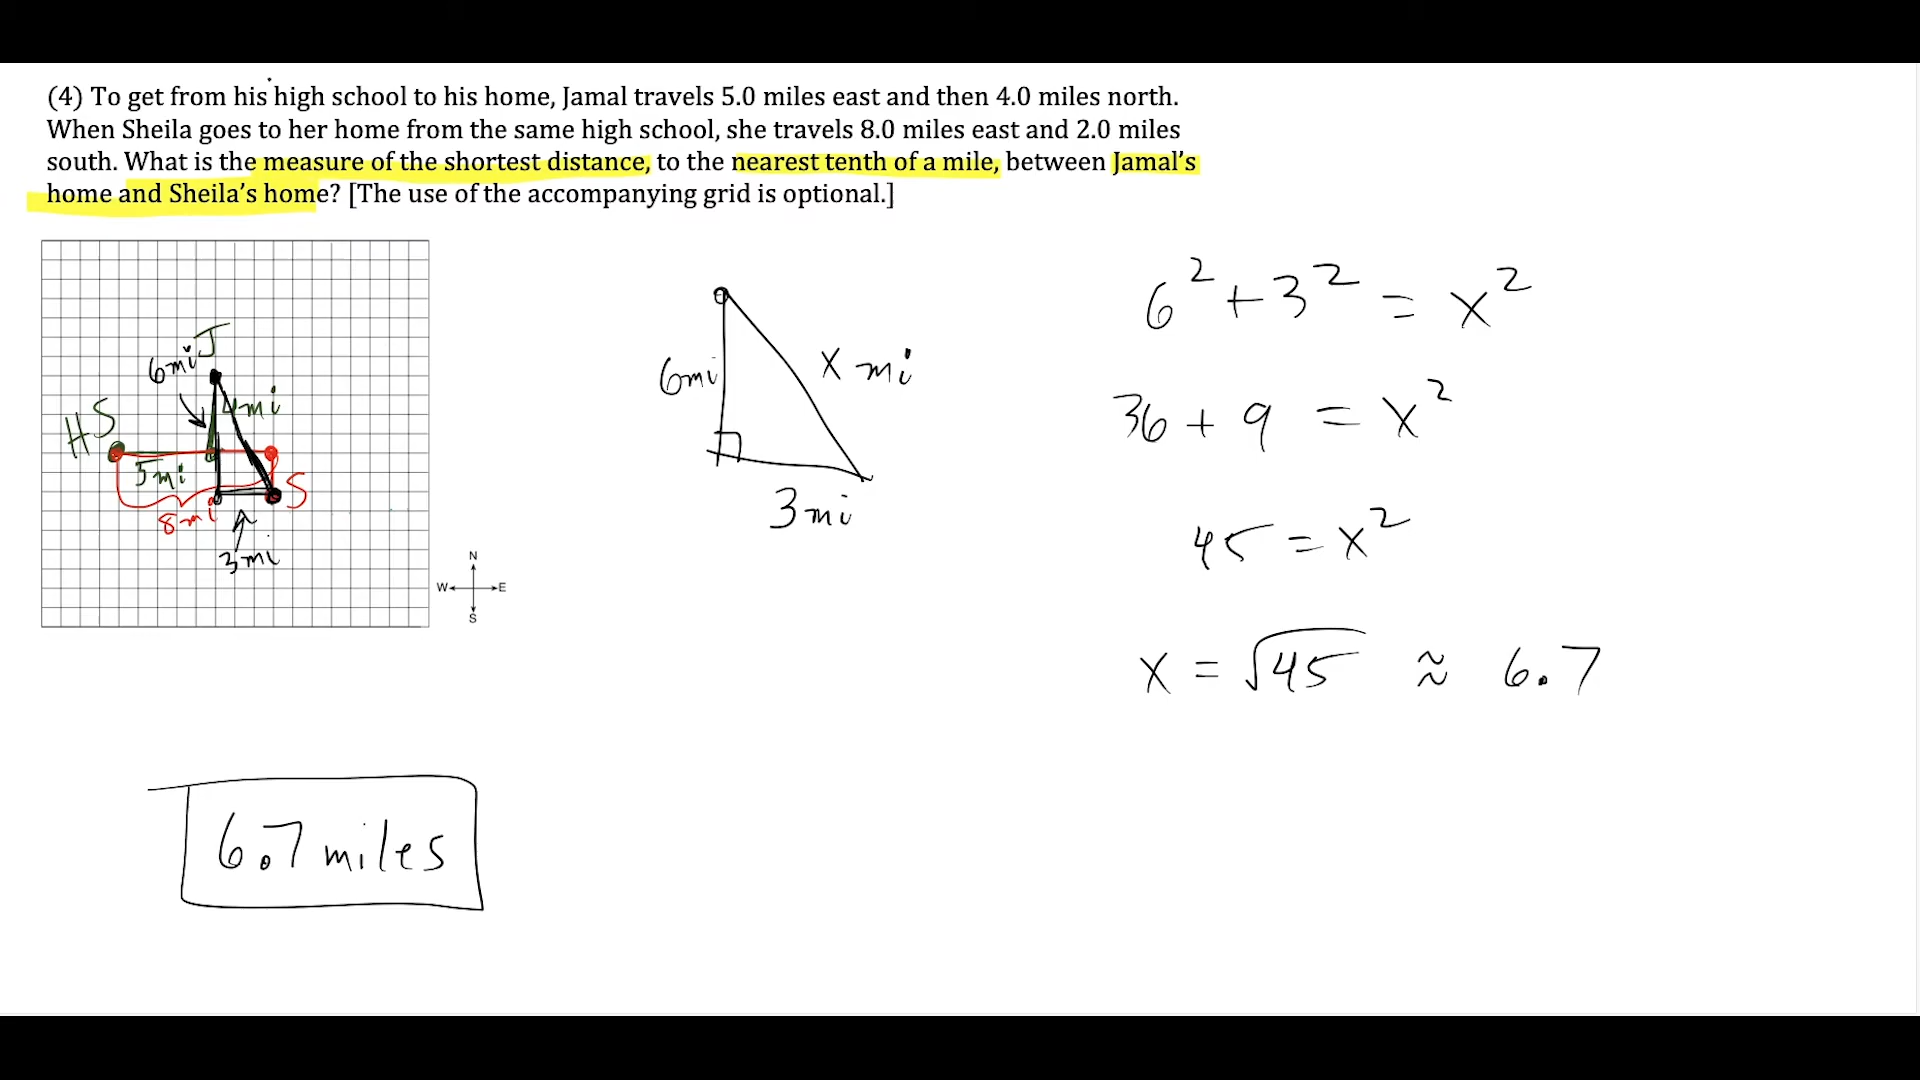 (4) To get from his high school to his home, Jamal travels 5.0 miles east and then 4.0 miles north.
When Sheila goes to her home from the same high school, she travels 8.0 miles east and 2.0 miles
south. What is the measure of the shortest distance, to the nearest tenth of a mile, between Jamal’s
home and Sheila’s home? [The use of the accompanying grid is optional.]
J
6mi
4mi
HS
5mi
S
8mi
3mi
N
W E
S
6mi
x mi
3mi
6² + 3² = x²
36 + 9 = x²
45 = x²
x = √45 ≈ 6.7
6.7 miles